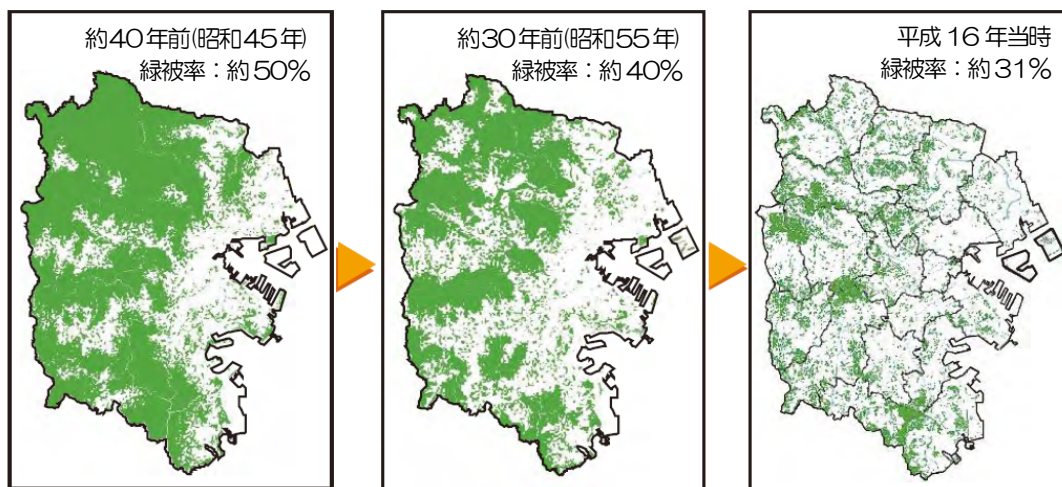 約40年前(昭和45年)
緑被率：約50%
約30年前(昭和55年)
緑被率：約40%
平成16年当時
緑被率：約31%